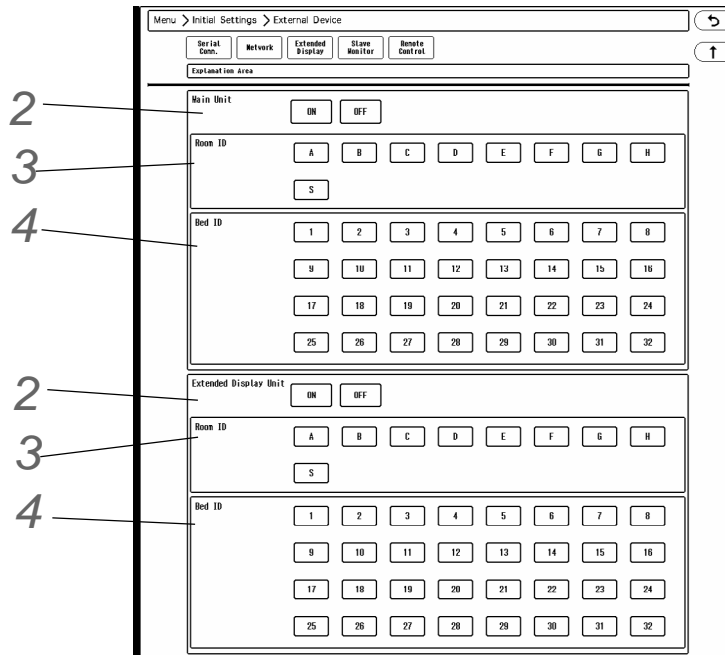 Menu > Initial Settings > External Device
Serial Conn. Network Extended Display Slave Monitor Remote Control
Explanation Area
2 Main Unit ON OFF
3 Room ID A B C D E F G H
S
4 Bed ID 1 2 3 4 5 6 7 8
9 10 11 12 13 14 15 16
17 18 19 20 21 22 23 24
25 26 27 28 29 30 31 32
2 Extended Display Unit ON OFF
3 Room ID A B C D E F G H
S
4 Bed ID 1 2 3 4 5 6 7 8
9 10 11 12 13 14 15 16
17 18 19 20 21 22 23 24
25 26 27 28 29 30 31 32